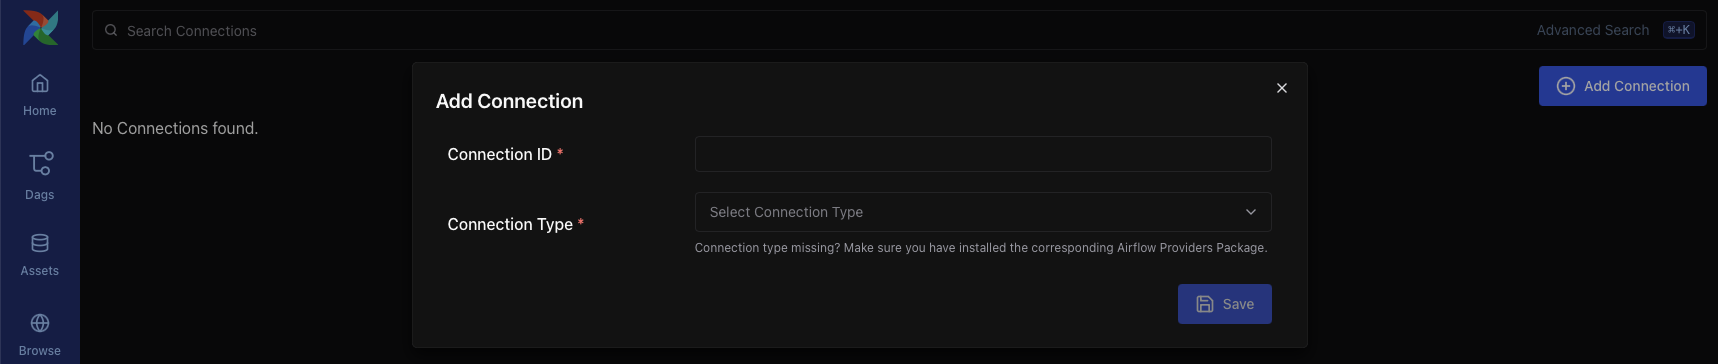 Search Connections
Advanced Search ⌘+K
Home
Dags
Assets
Browse
Add Connection
No Connections found.
Add Connection
Connection ID *
Connection Type *
Select Connection Type
Connection type missing? Make sure you have installed the corresponding Airflow Providers Package.
Save